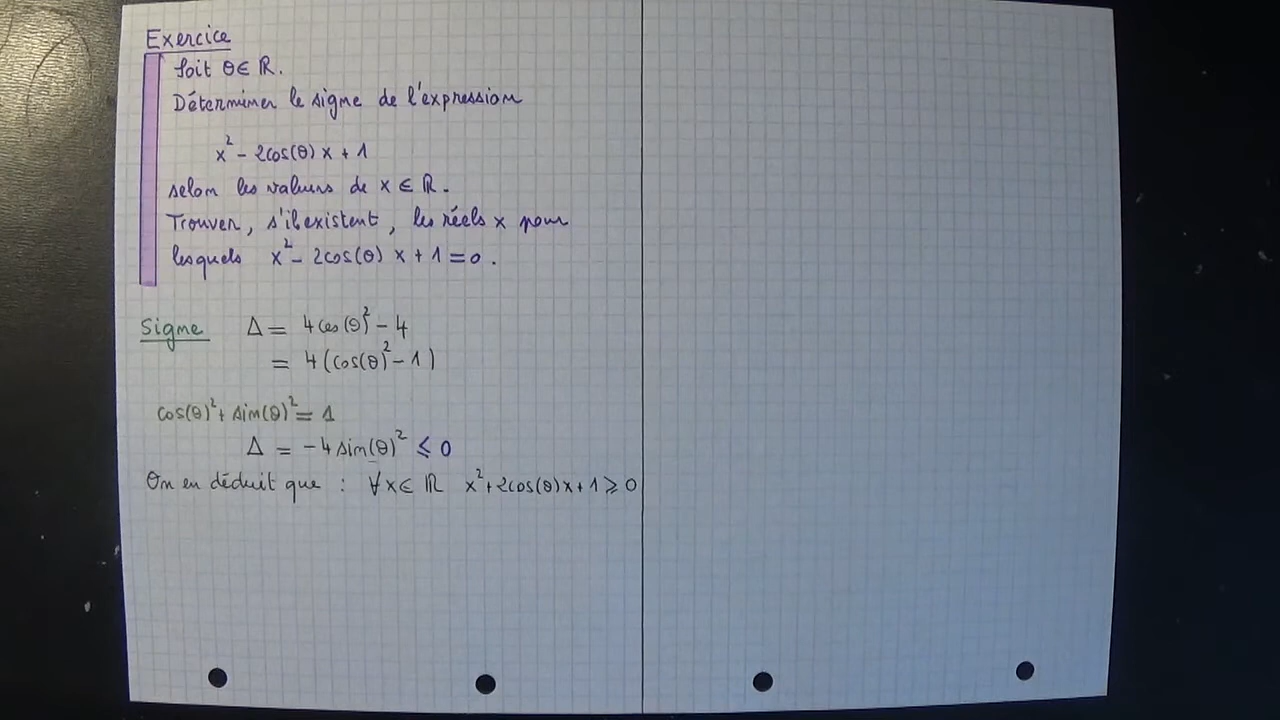 Exercice
Soit θ∈ ℝ.
Déterminer le signe de l'expression
x² - 2cos(θ) x + 1
selon les valeurs de x ∈ ℝ.
Trouver, s'il existent, les réels x pour
lesquels x² - 2cos(θ) x + 1 = 0.
Signe Δ = 4cos(θ)² - 4
= 4(cos(θ)² - 1)
cos(θ)² + sin(θ)² = 1
Δ = -4 sin(θ)² ⩽ 0
On en déduit que : ∀x∈ ℝ x²+2cos(θ)x+1 ⩾ 0